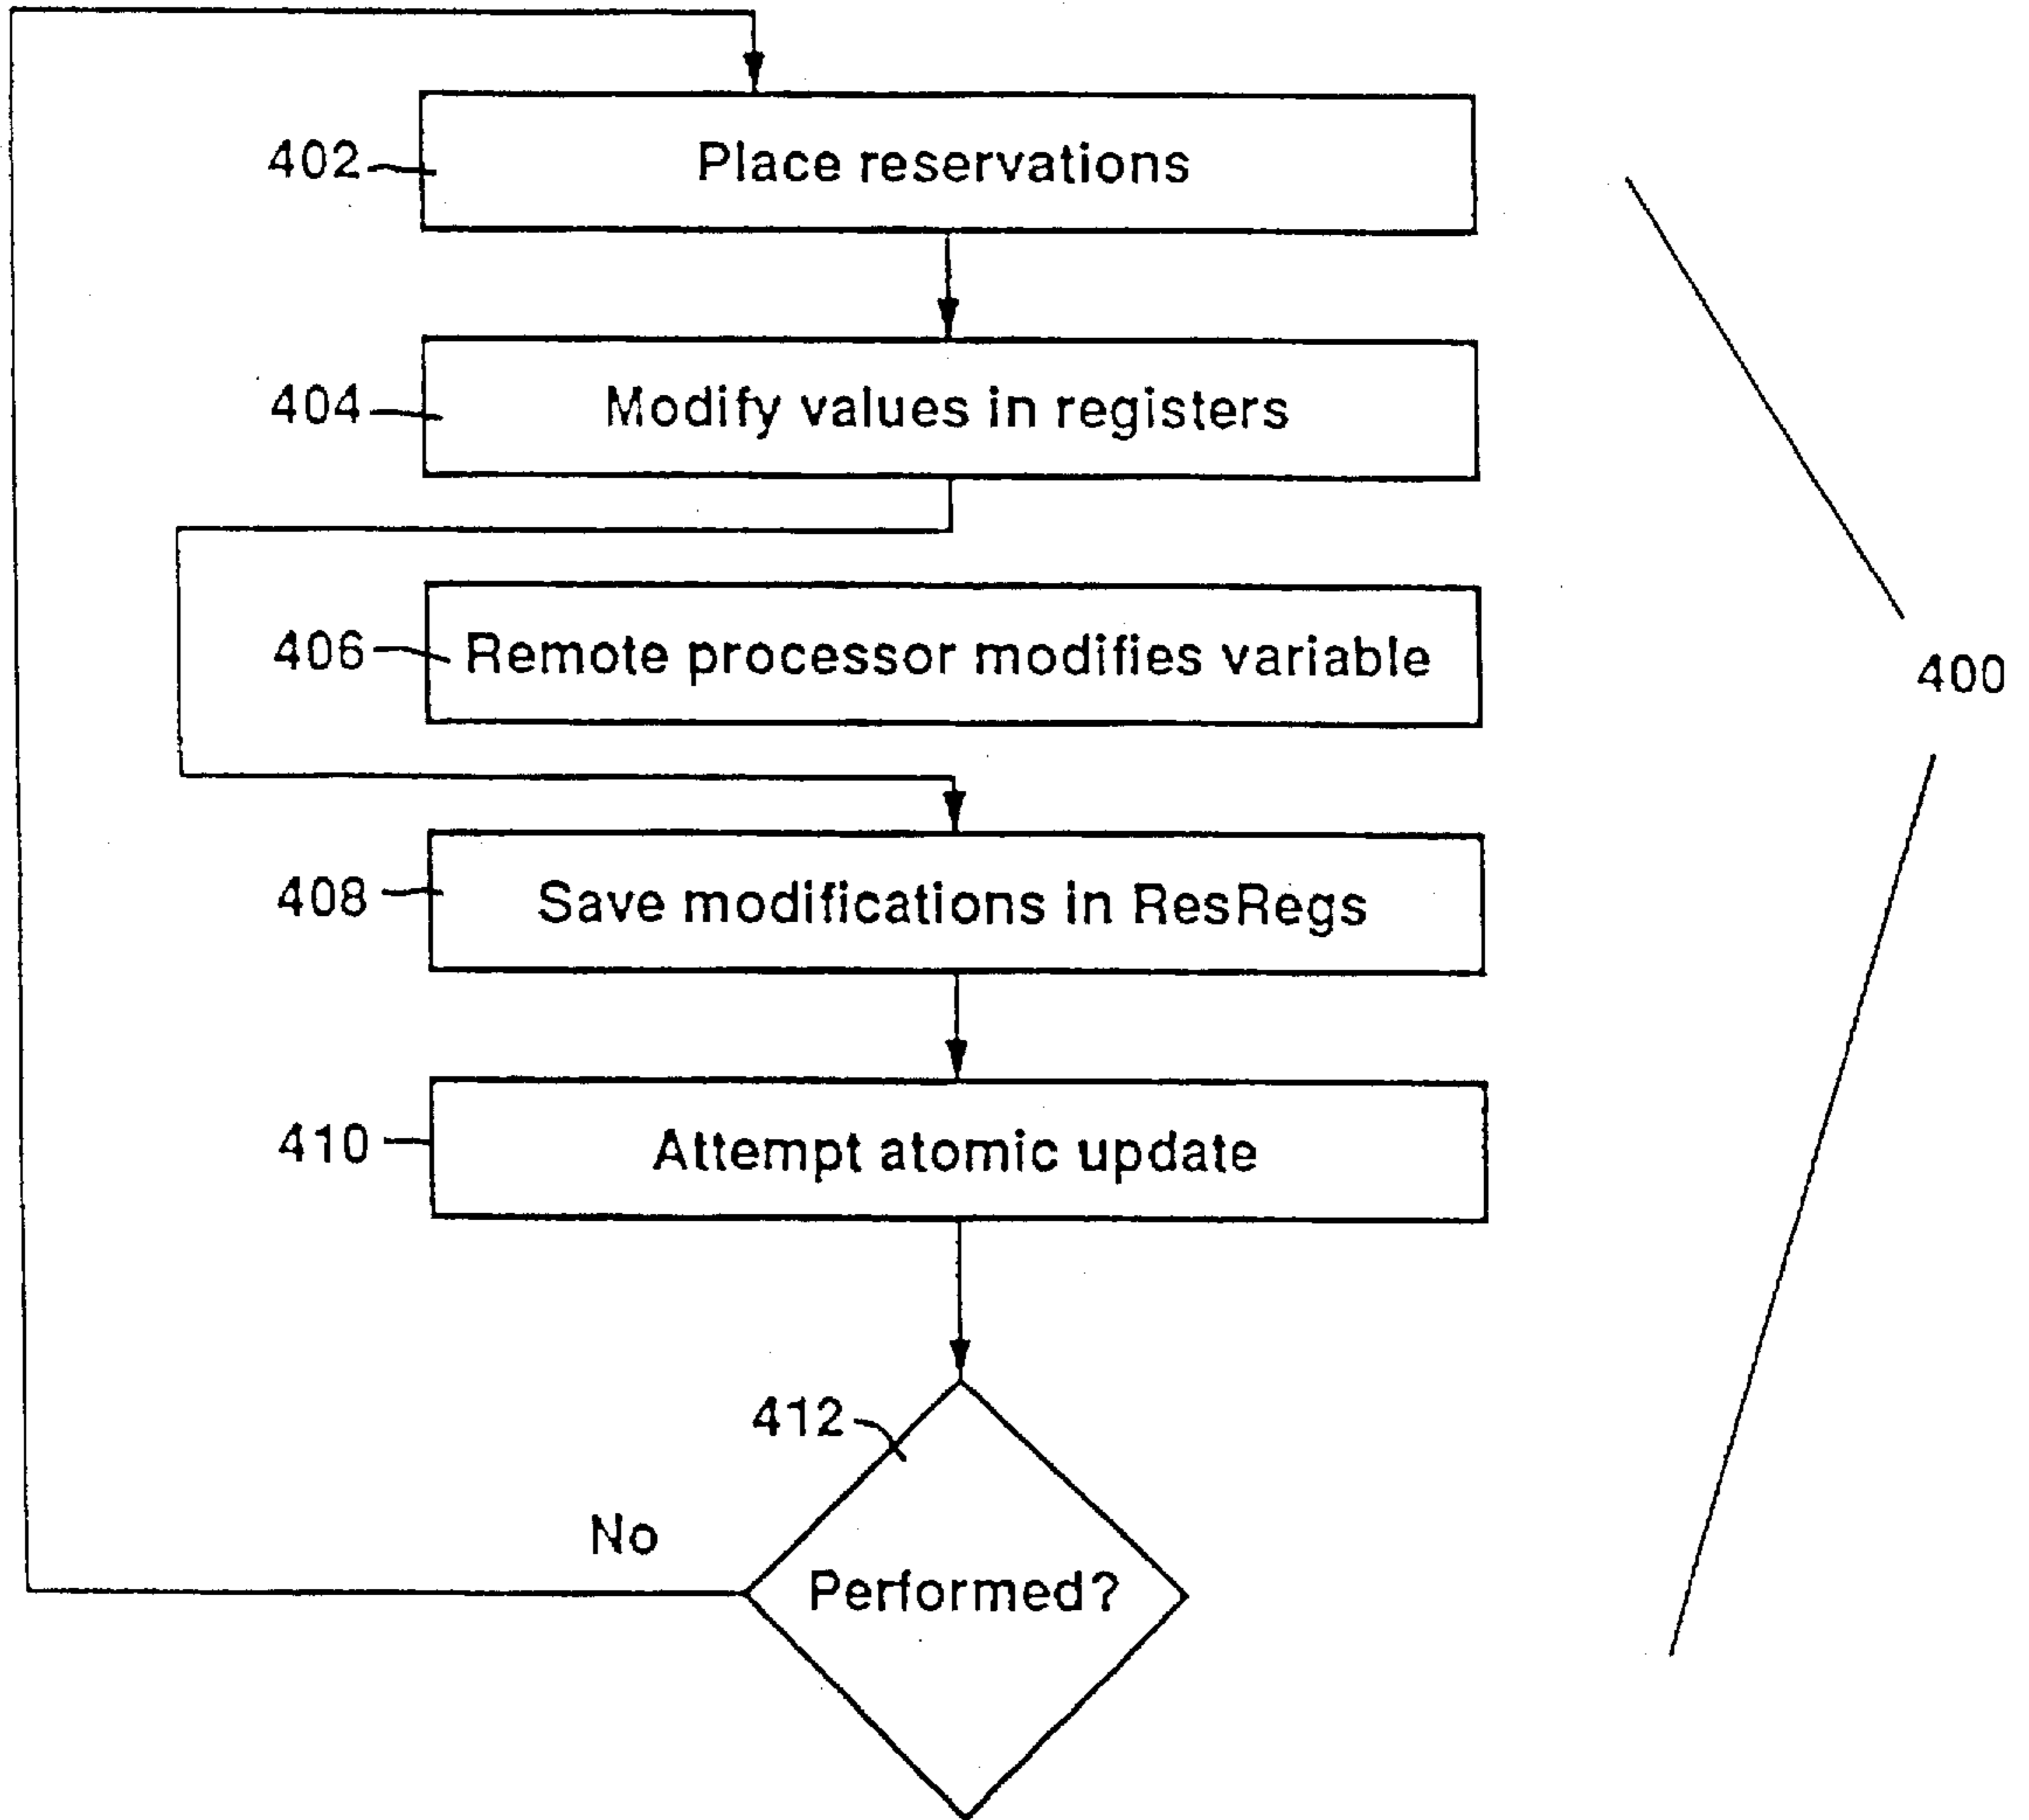 402
Place reservations
404
Modify values in registers
406
Remote processor modifies variable
400
408
Save modifications in ResRegs
410
Attempt atomic update
412
No
Performed?